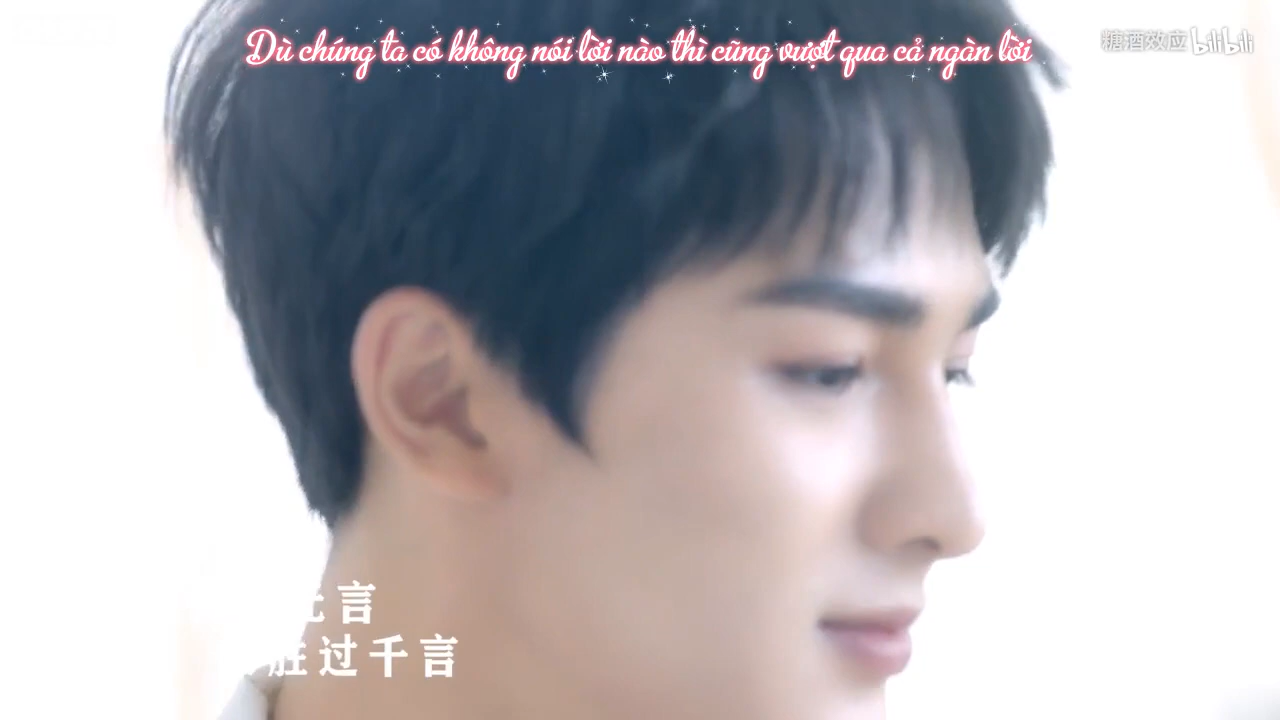 Dù chúng ta có không nói lời nào thì cũng vượt qua cả ngàn lời
糖酒效应 bilibili
言
胜过千言